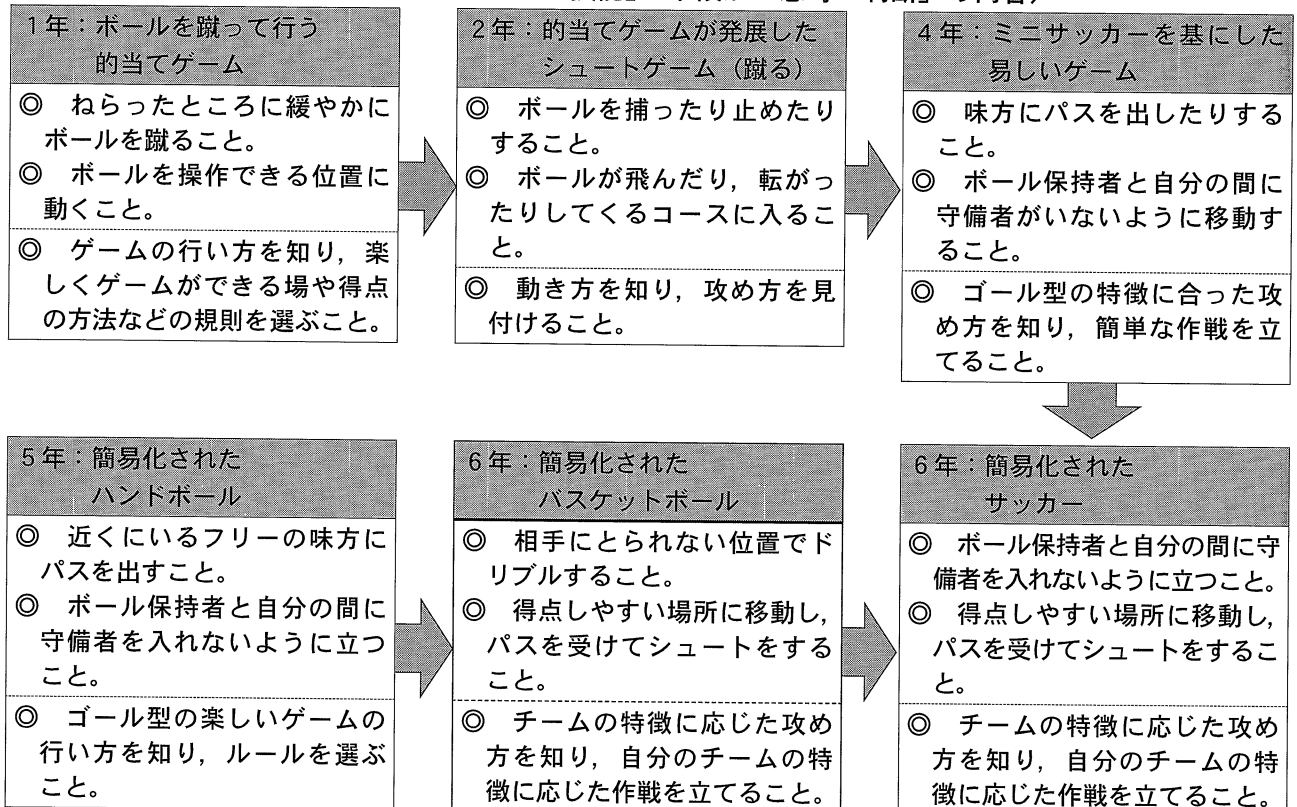 1年：ボールを蹴って行う
的当てゲーム
◎　ねらったところに緩やかに
ボールを蹴ること。
◎　ボールを操作できる位置に
動くこと。
◎　ゲームの行い方を知り，楽
しくゲームができる場や得点
の方法などの規則を選ぶこと。
2年：的当てゲームが発展した
シュートゲーム（蹴る）
◎　ボールを捕ったり止めたり
すること。
◎　ボールが飛んだり，転がっ
たりしてくるコースに入るこ
と。
◎　動き方を知り，攻め方を見
付けること。
4年：ミニサッカーを基にした
易しいゲーム
◎　味方にパスを出したりする
こと。
◎　ボール保持者と自分の間に
守備者がいないように移動す
ること。
◎　ゴール型の特徴に合った攻
め方を知り，簡単な作戦を立
てること。
5年：簡易化された
ハンドボール
◎　近くにいるフリーの味方に
パスを出すこと。
◎　ボール保持者と自分の間に
守備者を入れないように立つ
こと。
◎　ゴール型の楽しいゲームの
行い方を知り，ルールを選ぶ
こと。
6年：簡易化された
バスケットボール
◎　相手にとられない位置でド
リブルすること。
◎　得点しやすい場所に移動し，
パスを受けてシュートをする
こと。
◎　チームの特徴に応じた攻め
方を知り，自分のチームの特
徴に応じた作戦を立てること。
6年：簡易化された
サッカー
◎　ボール保持者と自分の間に守
備者を入れないように立つこと。
◎　得点しやすい場所に移動し，
パスを受けてシュートをするこ
と。
◎　チームの特徴に応じた攻め
方を知り，自分のチームの特
徴に応じた作戦を立てること。